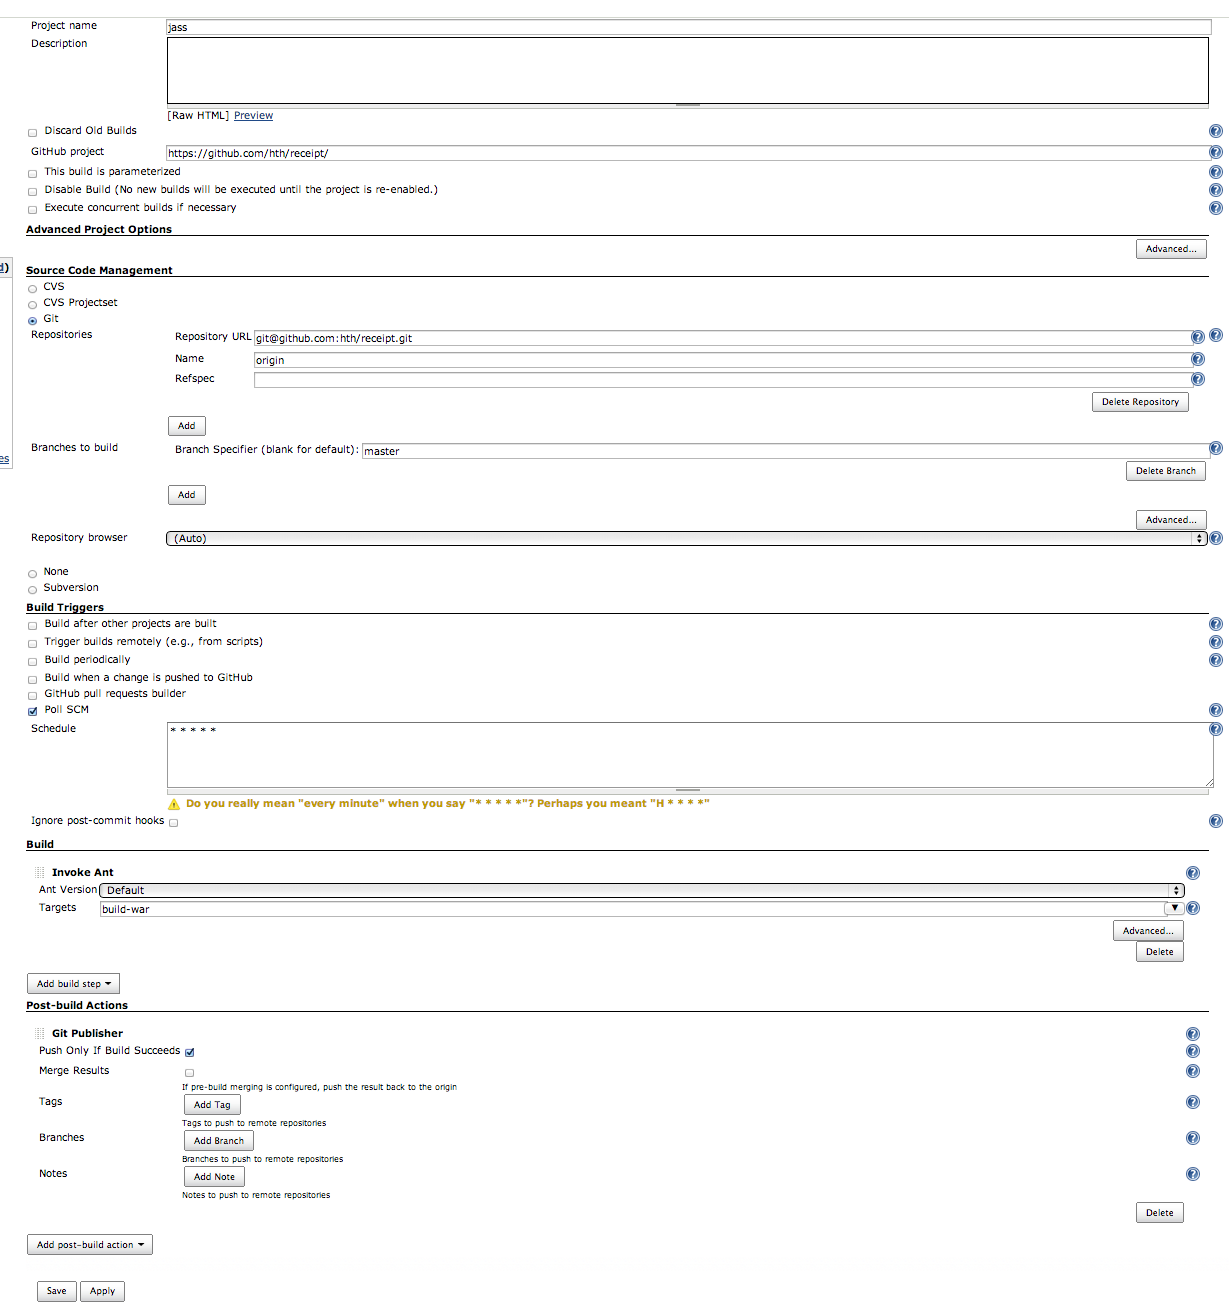 Project name jass
Description
[Raw HTML] Preview
Discard Old Builds
GitHub project https://github.com/hth/receipt/
This build is parameterized
Disable Build (No new builds will be executed until the project is re-enabled.)
Execute concurrent builds if necessary
Advanced Project Options
Advanced...
d)
Source Code Management
CVS
CVS Projectset
Git
Repositories Repository URL git@github.com:hth/receipt.git
Name origin
Refspec
Delete Repository
Add
Branches to build Branch Specifier (blank for default): master
es
Delete Branch
Add
Advanced...
Repository browser (Auto)
None
Subversion
Build Triggers
Build after other projects are built
Trigger builds remotely (e.g., from scripts)
Build periodically
Build when a change is pushed to GitHub
GitHub pull requests builder
Poll SCM
Schedule * * * * *
Do you really mean "every minute" when you say "* * * * *"? Perhaps you meant "H * * * *"
Ignore post-commit hooks
Build
Invoke Ant
Ant Version Default
Targets build-war
Advanced...
Delete
Add build step
Post-build Actions
Git Publisher
Push Only If Build Succeeds
Merge Results
If pre-build merging is configured, push the result back to the origin
Tags Add Tag
Tags to push to remote repositories
Branches Add Branch
Branches to push to remote repositories
Notes Add Note
Notes to push to remote repositories
Delete
Add post-build action
Save Apply